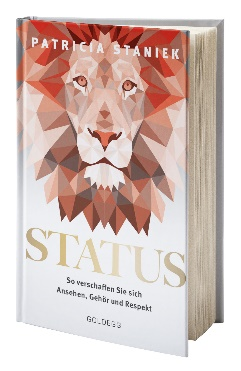 PATRICIA STANIEK
STATUS
So verschaffen Sie sich
Ansehen, Gehör und Respekt
GOLDEGG